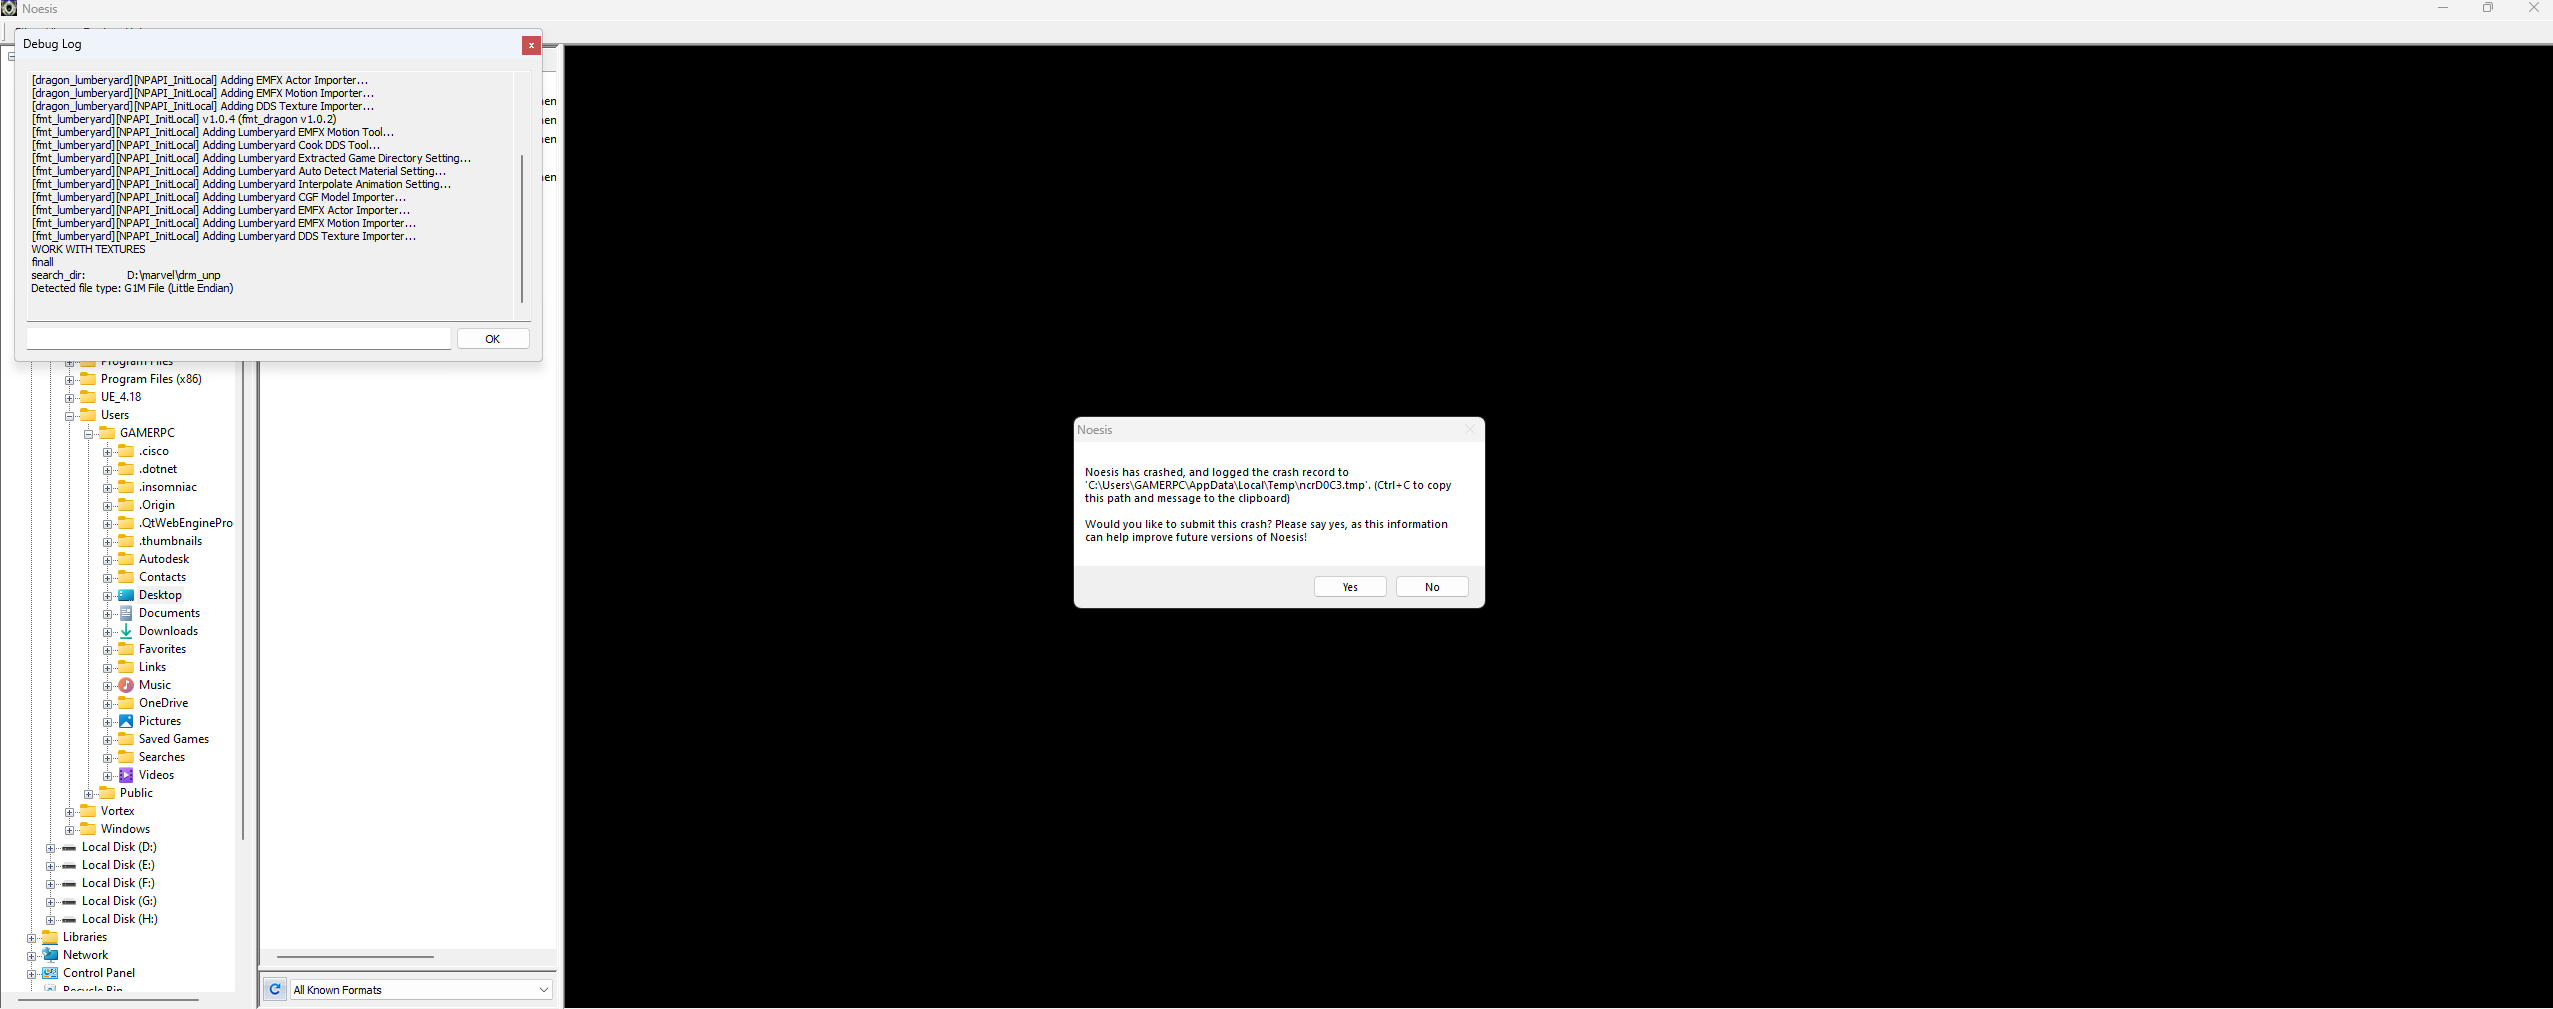 Noesis
Debug Log
x
[dragon_lumberyard][NPAPI_InitLocal] Adding EMFX Actor Importer...
[dragon_lumberyard][NPAPI_InitLocal] Adding EMFX Motion Importer...
[dragon_lumberyard][NPAPI_InitLocal] Adding DDS Texture Importer...
[fmt_lumberyard][NPAPI_InitLocal] v1.0.4 (fmt_dragon v1.0.2)
[fmt_lumberyard][NPAPI_InitLocal] Adding Lumberyard EMFX Motion Tool...
[fmt_lumberyard][NPAPI_InitLocal] Adding Lumberyard Cook DDS Tool...
[fmt_lumberyard][NPAPI_InitLocal] Adding Lumberyard Extracted Game Directory Setting...
[fmt_lumberyard][NPAPI_InitLocal] Adding Lumberyard Auto Detect Material Setting...
[fmt_lumberyard][NPAPI_InitLocal] Adding Lumberyard Interpolate Animation Setting...
[fmt_lumberyard][NPAPI_InitLocal] Adding Lumberyard CGF Model Importer...
[fmt_lumberyard][NPAPI_InitLocal] Adding Lumberyard EMFX Actor Importer...
[fmt_lumberyard][NPAPI_InitLocal] Adding Lumberyard EMFX Motion Importer...
[fmt_lumberyard][NPAPI_InitLocal] Adding Lumberyard DDS Texture Importer...
WORK WITH TEXTURES
finall
search_dir: D:\marvel\drm_unp
Detected file type: G1M File (Little Endian)
OK
Program Files
Program Files (x86)
UE_4.18
Users
GAMERPC
.cisco
.dotnet
.insomniac
.Origin
.QtWebEnginePro
.thumbnails
Autodesk
Contacts
Desktop
Documents
Downloads
Favorites
Links
Music
OneDrive
Pictures
Saved Games
Searches
Videos
Public
Vortex
Windows
Local Disk (D:)
Local Disk (E:)
Local Disk (F:)
Local Disk (G:)
Local Disk (H:)
Libraries
Network
Control Panel
Recycle Bin
All Known Formats
Noesis
Noesis has crashed, and logged the crash record to
'C:\Users\GAMERPC\AppData\Local\Temp\ncrD0C3.tmp'. (Ctrl+C to copy
this path and message to the clipboard)
Would you like to submit this crash? Please say yes, as this information
can help improve future versions of Noesis!
Yes
No